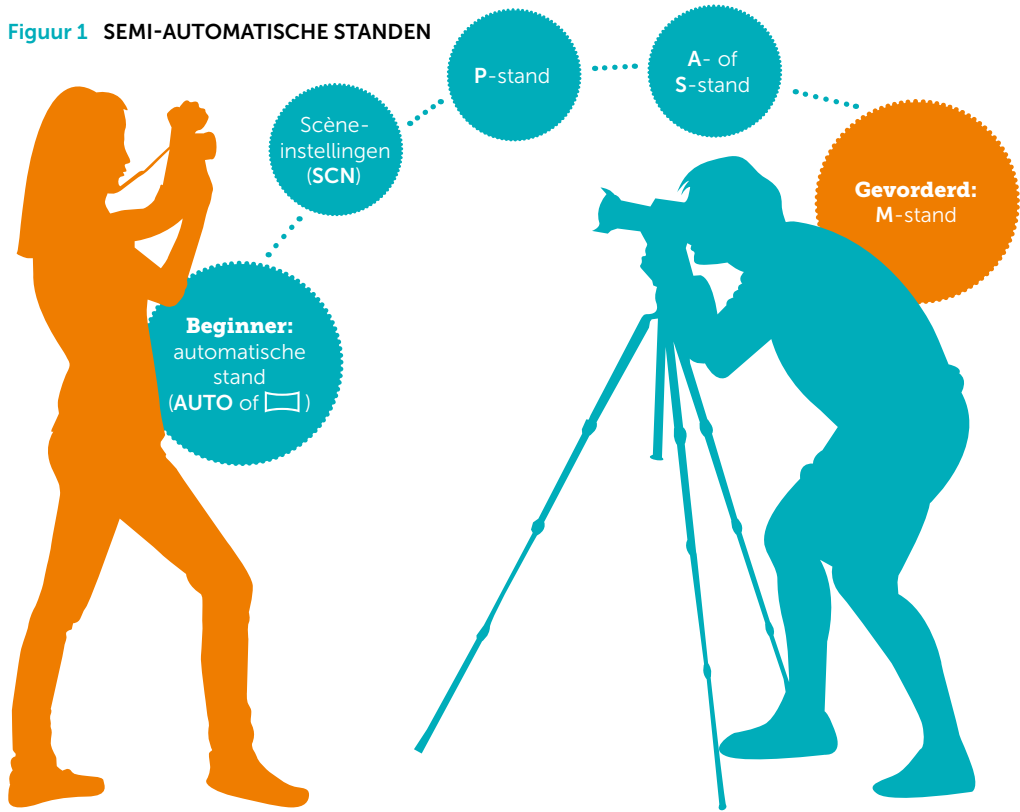 Figuur 1 SEMI-AUTOMATISCHE STANDEN
Beginner:
automatische
stand
(AUTO of )
Scène-
instellingen
(SCN)
P-stand
A- of
S-stand
Gevorderd:
M-stand